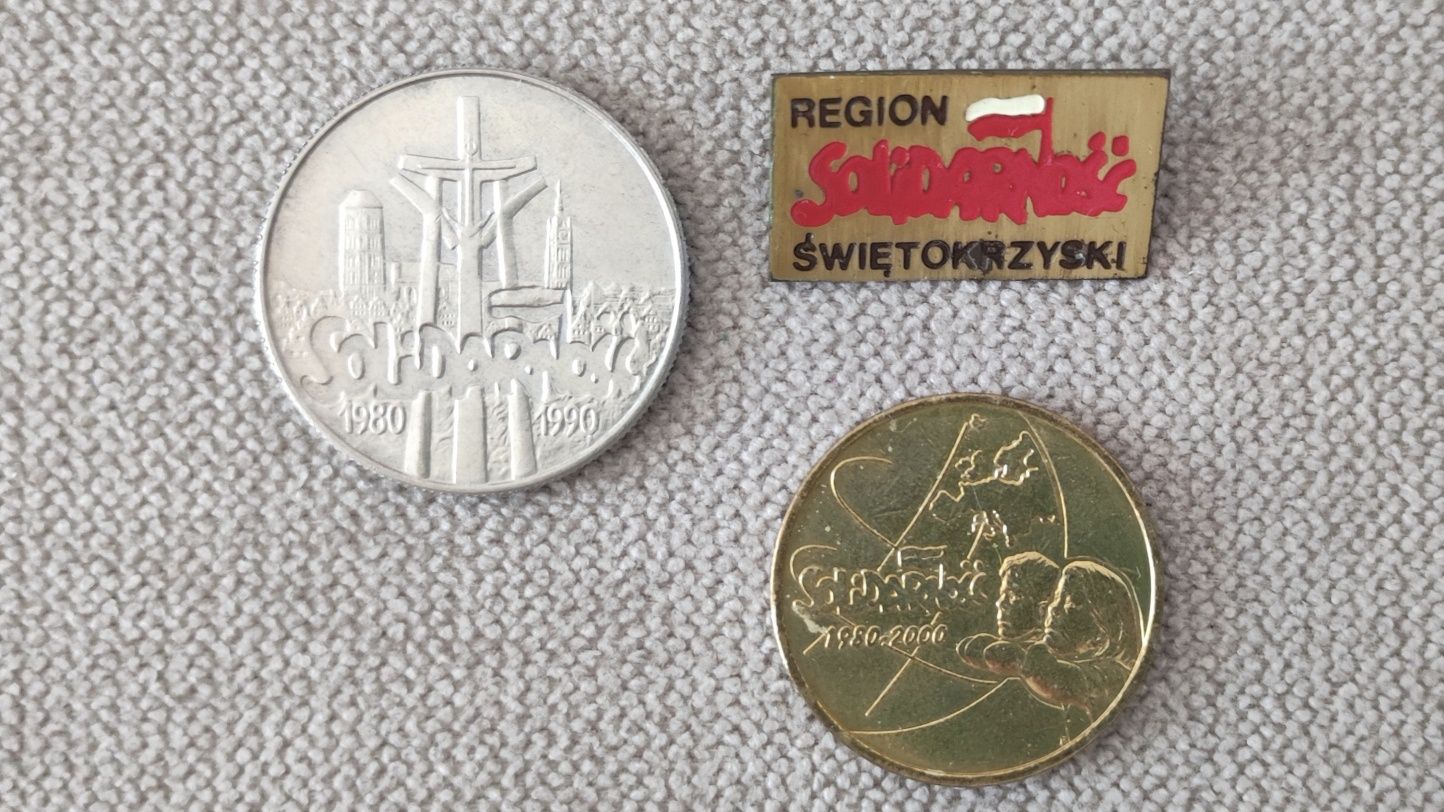 Solidarność
1980 1990
REGION
SOLiDARNOŚĆ
ŚWIĘTOKRZYSKI
SOLiDARNOŚĆ
1980-2000